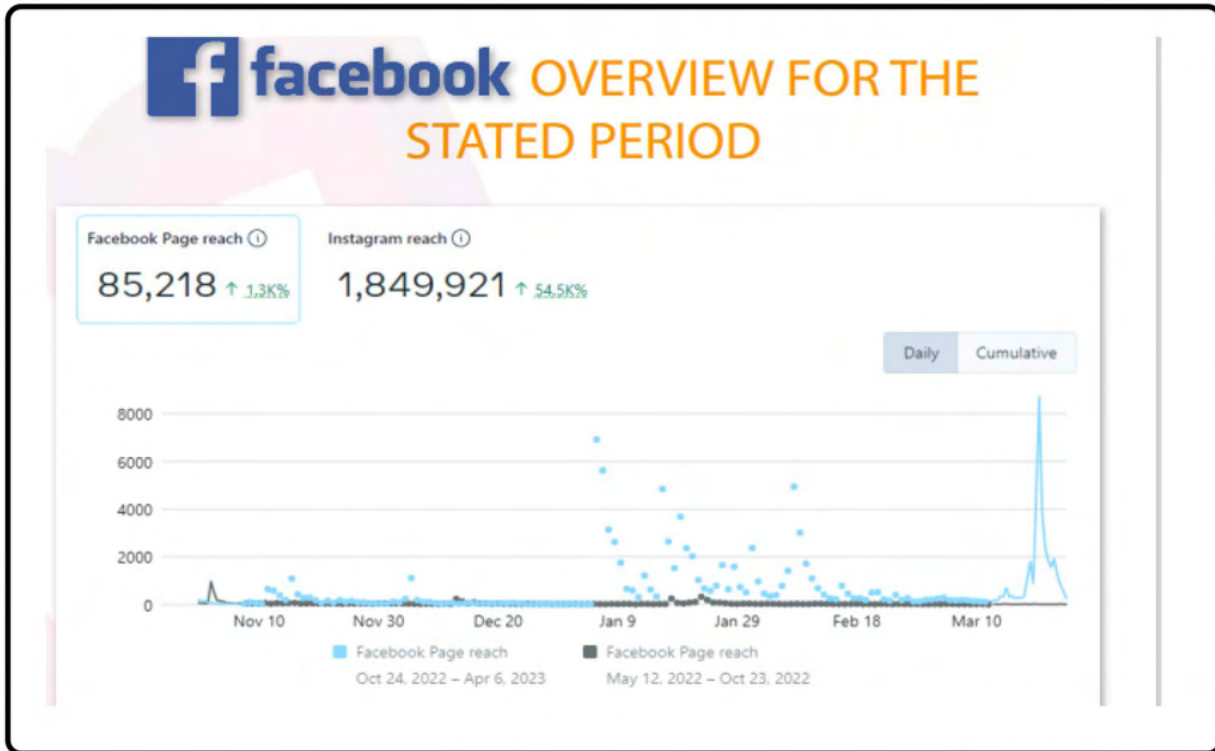 facebook OVERVIEW FOR THE
STATED PERIOD
Facebook Page reach
85,218 ↑ 1.3K%
Instagram reach
1,849,921 ↑ 54.5K%
Daily Cumulative
8000
6000
4000
2000
0
Nov 10 Nov 30 Dec 20 Jan 9 Jan 29 Feb 18 Mar 10
Facebook Page reach
Oct 24, 2022 – Apr 6, 2023
Facebook Page reach
May 12, 2022 – Oct 23, 2022